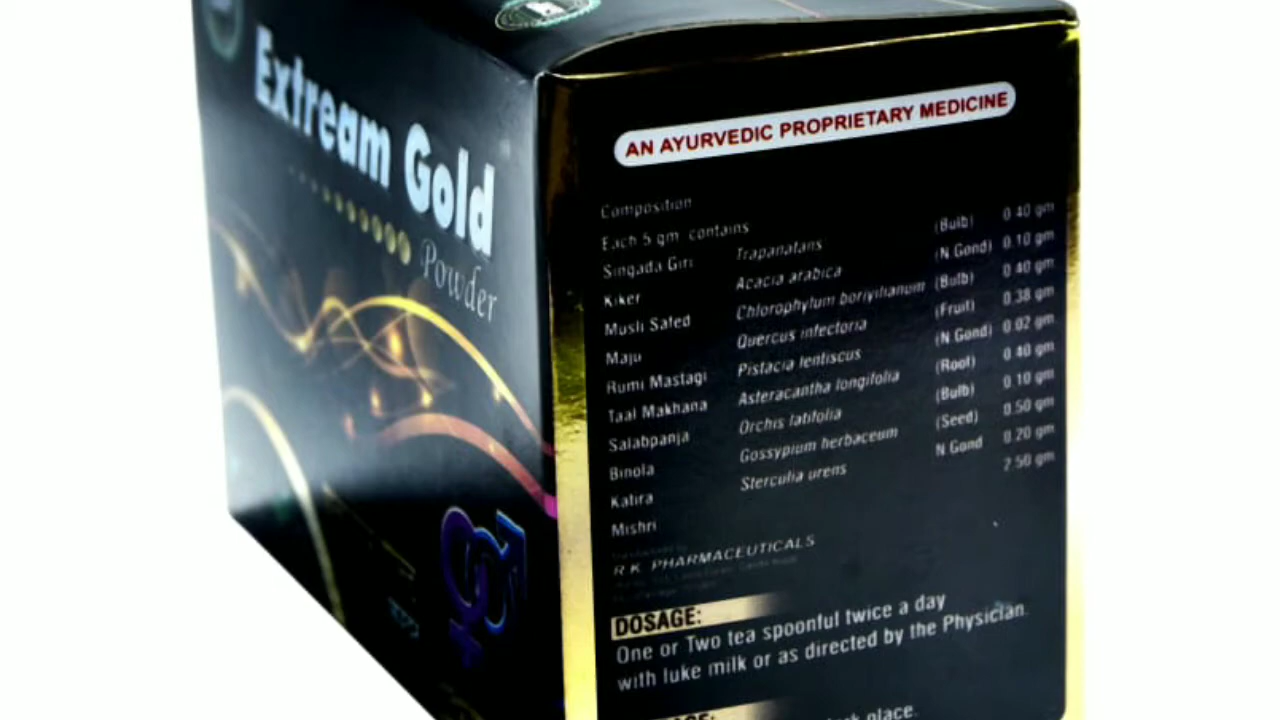 Extream Gold
Powder
AN AYURVEDIC PROPRIETARY MEDICINE
Composition
Each 5 gm. contains
Singada Giri Trapanatans (Bulb) 0.40 gm
Kiker Acacia arabica (N.Gond) 0.10 gm
Musli Safed Chlorophytum boriyilianum (Bulb) 0.40 gm
Maju Quercus infectoria (Fruit) 0.38 gm
Rumi Mastagi Pistacia lentiscus (N.Gond) 0.02 gm
Taal Makhana Asteracantha longifolia (Root) 0.40 gm
Salabpanja Orchis latifolia (Bulb) 0.10 gm
Binola Gossypium herbaceum (Seed) 0.50 gm
Katira Sterculia urens N.Gond 0.20 gm
Mishri 2.50 gm
R.K. PHARMACEUTICALS
DOSAGE:
One or Two tea spoonful twice a day
with luke milk or as directed by the Physician.
place.